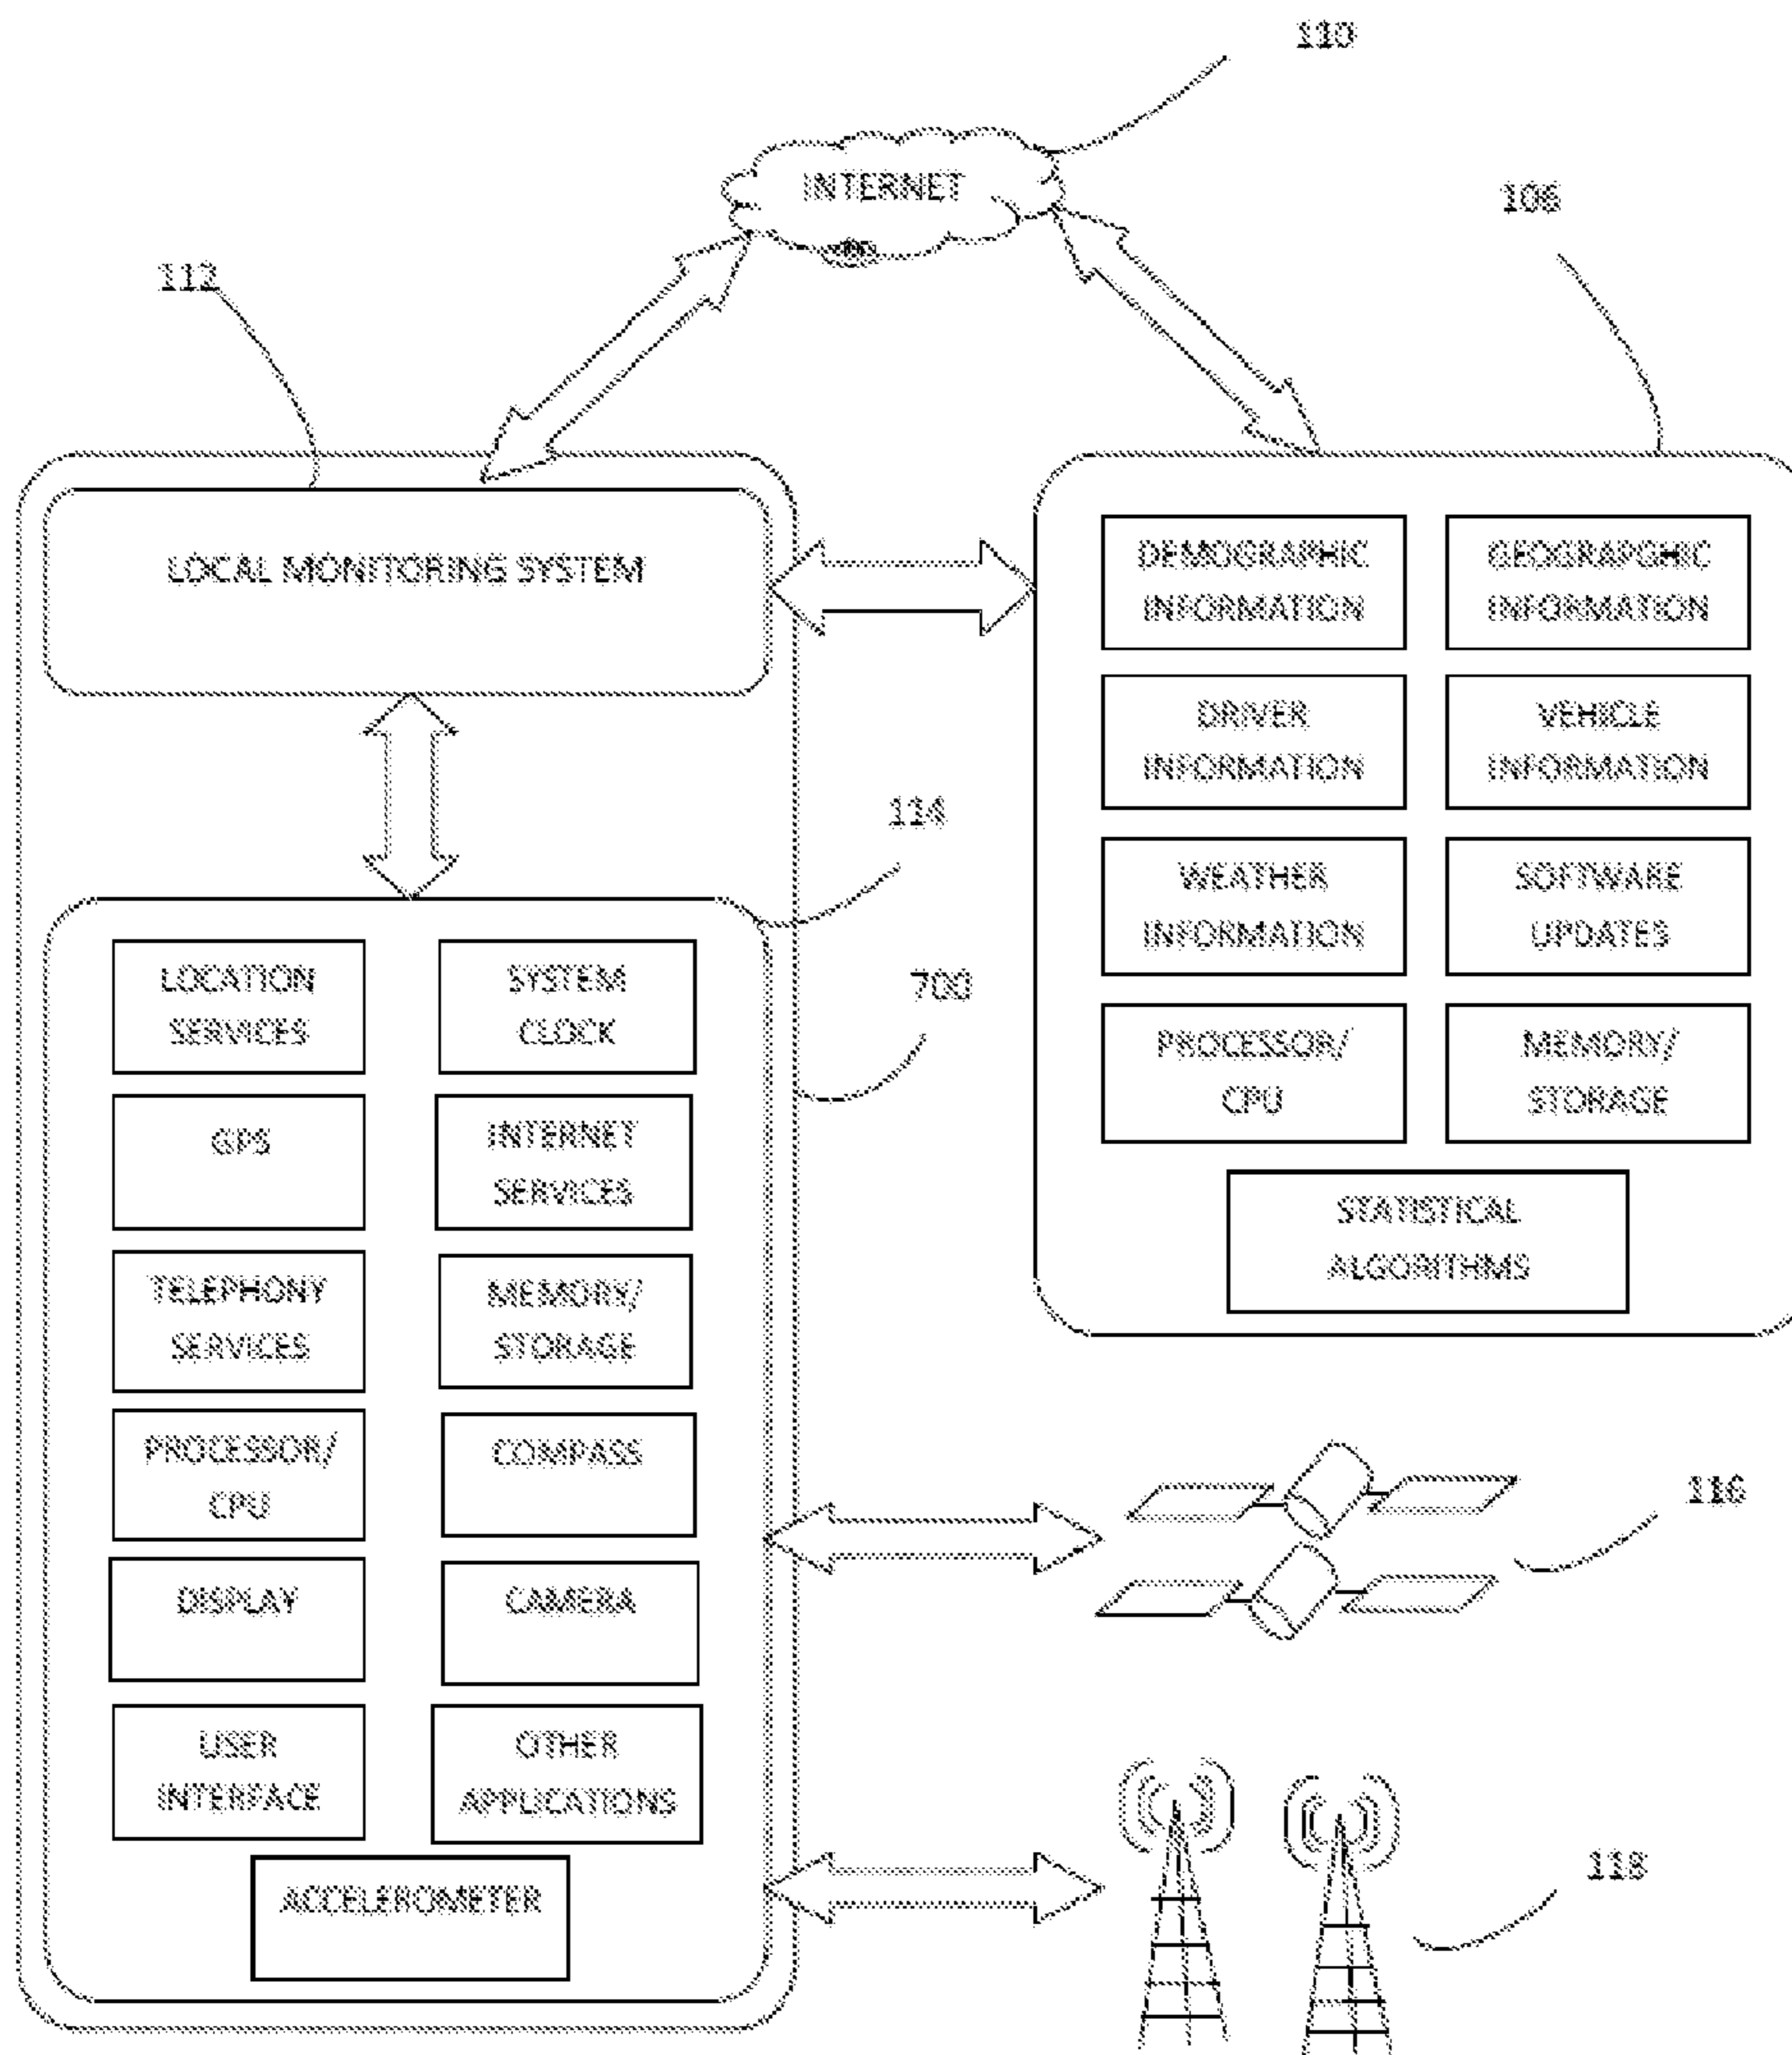 110
INTERNET
106
112
LOCAL MONITORING SYSTEM
DEMOGRAPHIC
INFORMATION
GEOGRAPGHIC
INFORMATION
DRIVER
INFORMATION
VEHICLE
INFORMATION
WEATHER
INFORMATION
SOFTWARE
UPDATES
PROCESSOR/
CPU
MEMORY/
STORAGE
STATISTICAL
ALGORITHMS
114
700
LOCATION
SERVICES
SYSTEM
CLOCK
GPS
INTERNET
SERVICES
TELEPHONY
SERVICES
MEMORY/
STORAGE
PROCESSOR/
CPU
COMPASS
DISPLAY
CAMERA
USER
INTERFACE
OTHER
APPLICATIONS
ACCELEROMETER
116
118